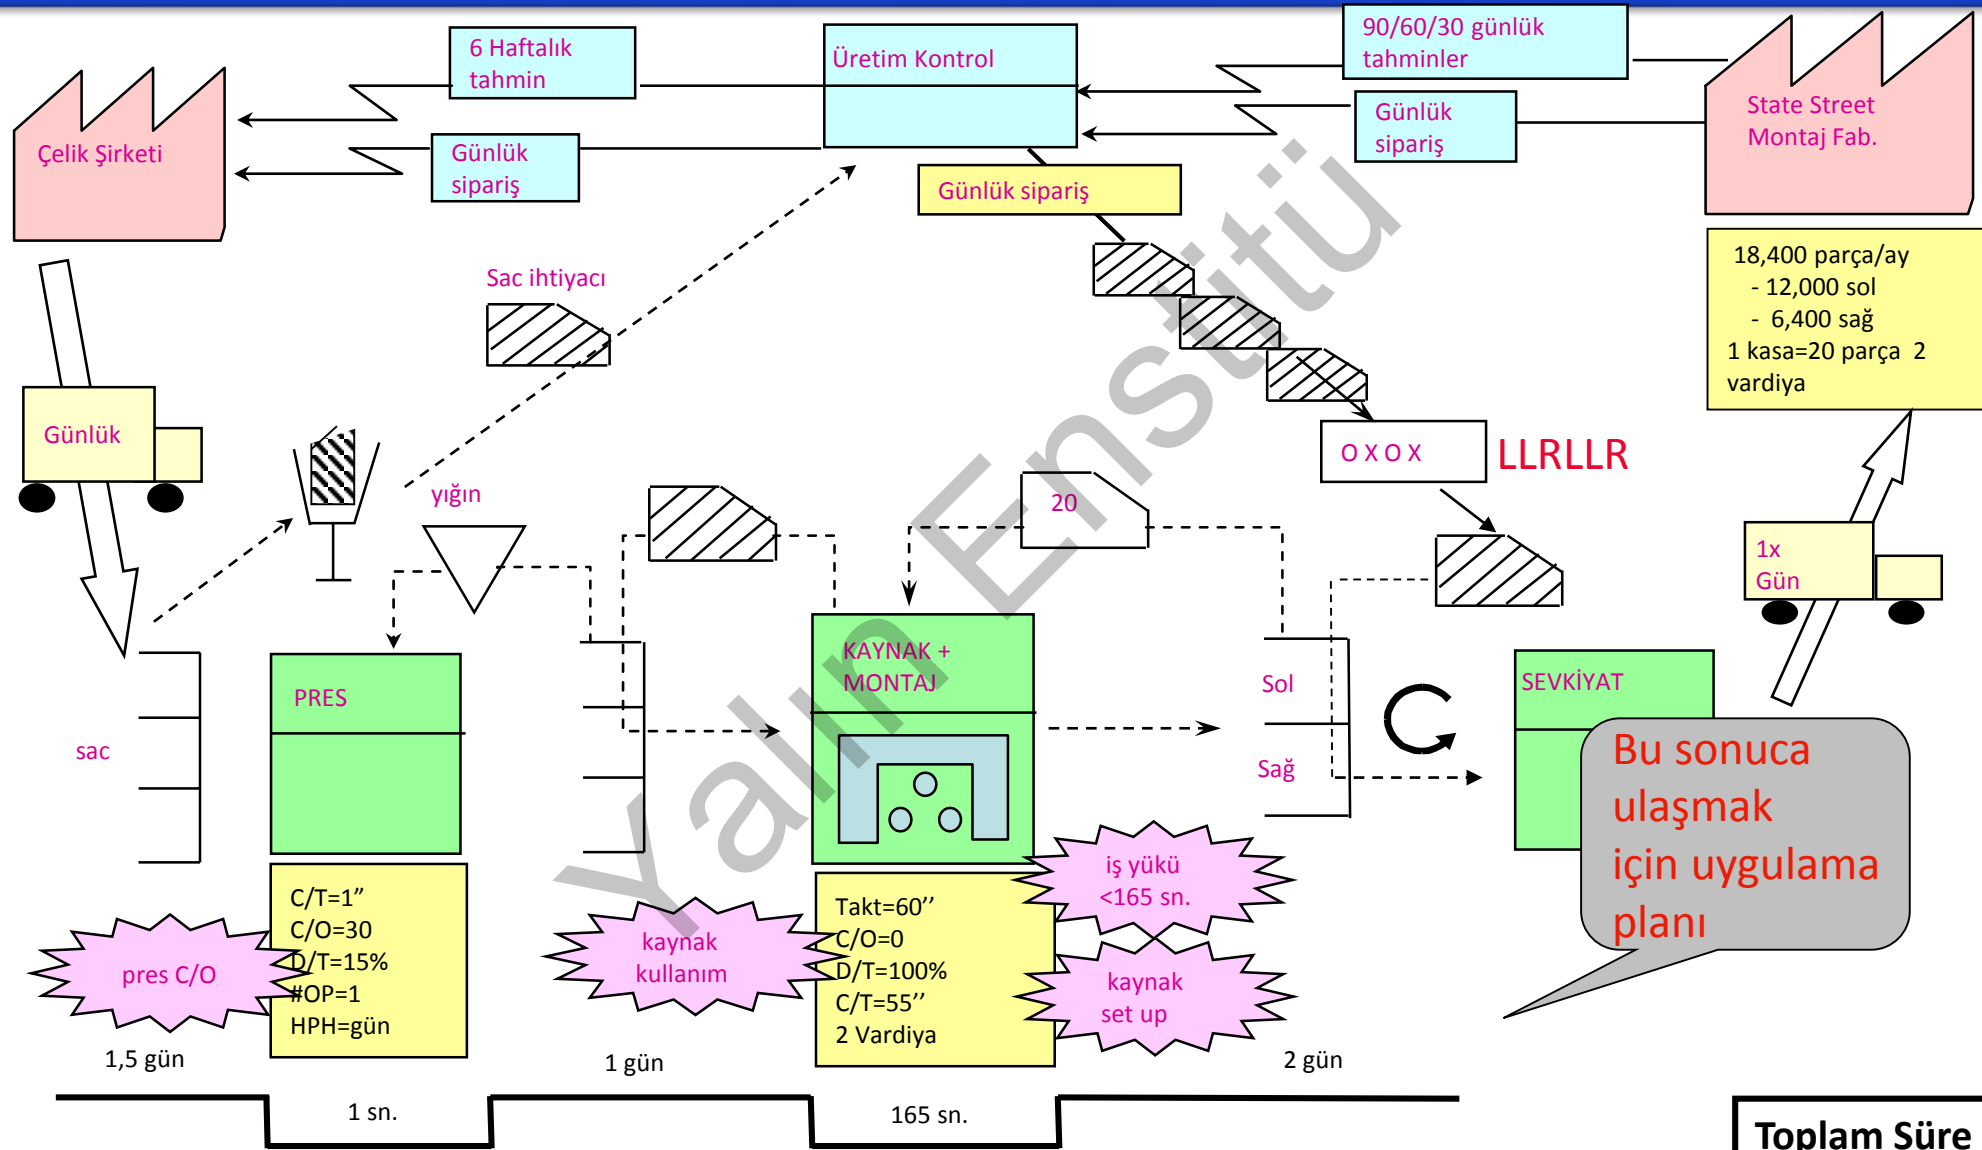 6 Haftalık
tahmin
Üretim Kontrol
90/60/30 günlük
tahminler
Çelik Şirketi
Günlük
sipariş
Günlük
sipariş
State Street
Montaj Fab.
Günlük sipariş
Sac ihtiyacı
18,400 parça/ay
- 12,000 sol
- 6,400 sağ
1 kasa=20 parça 2
vardiya
Günlük
O X O X
LLRLLR
yığın
20
1x
Gün
sac
PRES
KAYNAK +
MONTAJ
Sol
Sağ
SEVKİYAT
Bu sonuca
ulaşmak
için uygulama
planı
pres C/O
C/T=1”
C/O=30
D/T=15%
#OP=1
HPH=gün
kaynak
kullanım
Takt=60’’
C/O=0
D/T=100%
C/T=55’’
2 Vardiya
iş yükü
<165 sn.
kaynak
set up
1,5 gün
1 gün
2 gün
1 sn.
165 sn.
Toplam Süre
Yalın Enstitü